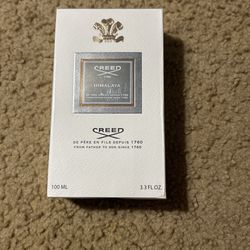 CREED
1760
HIMALAYA
CREED
DE PÈRE EN FILS DEPUIS 1760
FROM FATHER TO SON SINCE 1760
100 ML 3.3 FL.OZ.